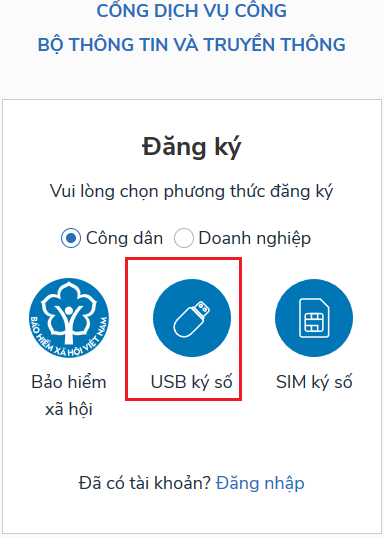 CỔNG DỊCH VỤ CÔNG
BỘ THÔNG TIN VÀ TRUYỀN THÔNG
Đăng ký
Vui lòng chọn phương thức đăng ký
Công dân Doanh nghiệp
BẢO HIỂM XÃ HỘI VIỆT NAM
Bảo hiểm xã hội
USB ký số
SIM ký số
Đã có tài khoản? Đăng nhập